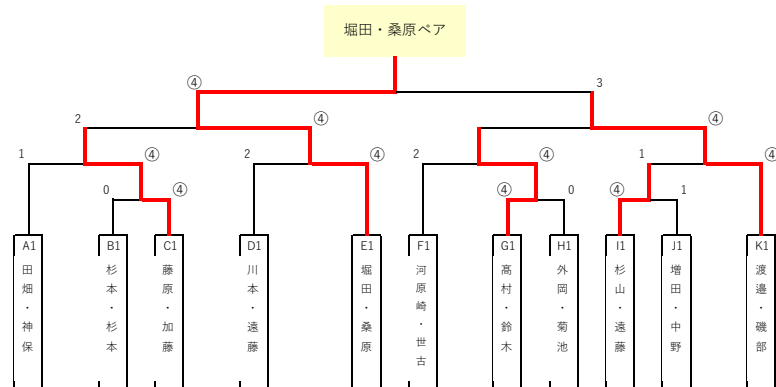 堀田・桑原ペア
④
3
2
④
④
1
④
2
④
2
④
1
④
0
④
④
0
④
1
A1
B1
C1
D1
E1
F1
G1
H1
I1
J1
K1
田畑・神保
杉本・杉本
藤原・加藤
川本・遠藤
堀田・桑原
河原崎・世古
髙村・鈴木
外岡・菊池
杉山・遠藤
増田・中野
渡邉・磯部